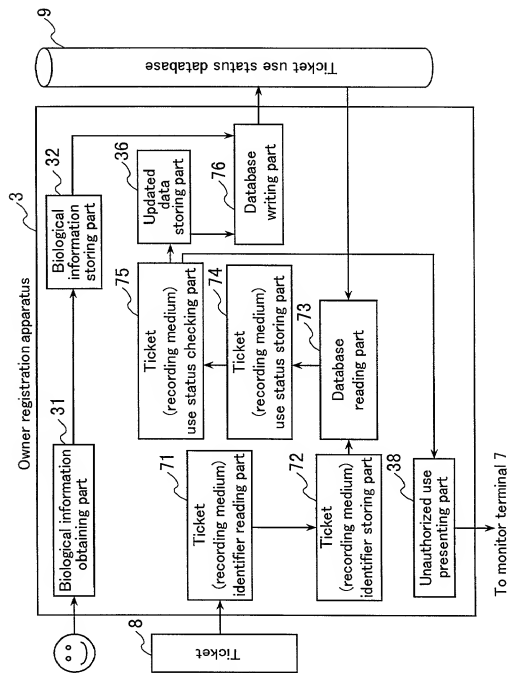 Owner registration apparatus
3
9
31
Biological information
obtaining part
32
Biological
information
storing part
8
Ticket
71
Ticket
(recording medium)
identifier reading part
75
Ticket
(recording medium)
use status checking part
36
Updated
data
storing part
74
Ticket
(recording medium)
use status storing part
76
Database
writing part
Ticket use status database
72
Ticket
(recording medium)
identifier storing part
73
Database
reading part
38
Unauthorized use
presenting part
To monitor terminal 7